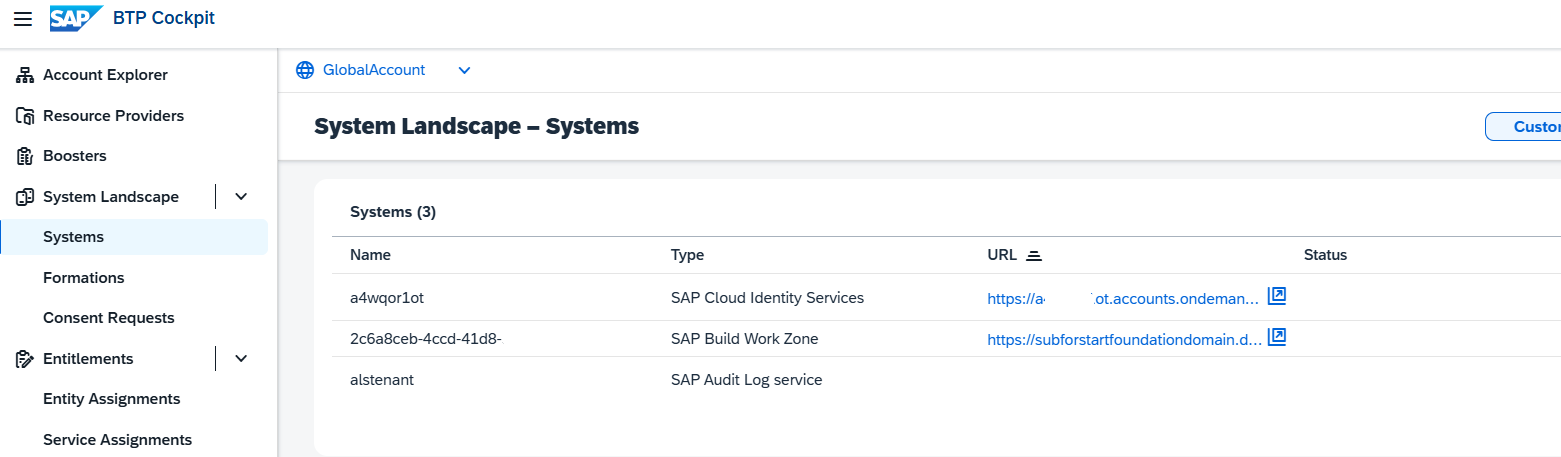 SAP BTP Cockpit
Account Explorer
Resource Providers
Boosters
System Landscape
Systems
Formations
Consent Requests
Entitlements
Entity Assignments
Service Assignments
GlobalAccount
System Landscape – Systems
Systems (3)
Name Type URL Status
a4wqor1ot SAP Cloud Identity Services https://a4 ot.accounts.ondeman...
2c6a8ceb-4ccd-41d8- SAP Build Work Zone https://subforstartfoundationdomain.d...
alstenant SAP Audit Log service